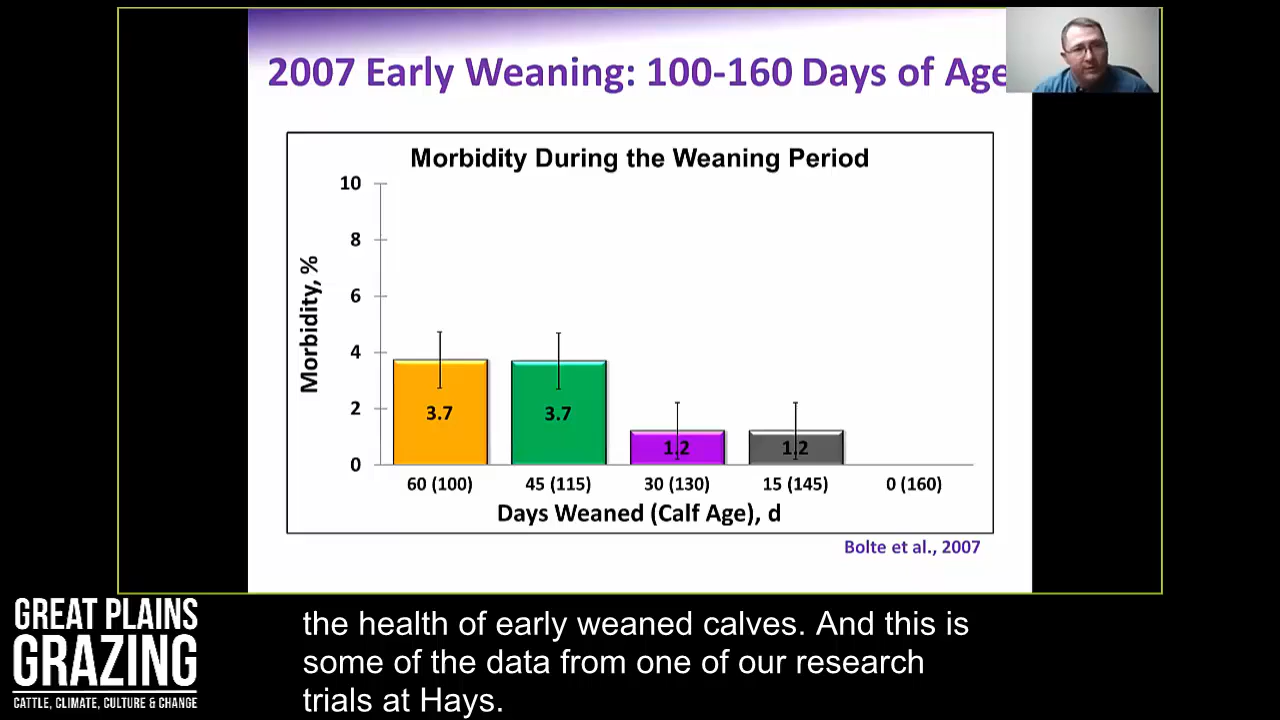 2007 Early Weaning: 100-160 Days of Age
Morbidity During the Weaning Period
10
8
6
4
2
0
Morbidity, %
3.7
3.7
1.2
1.2
60 (100)
45 (115)
30 (130)
15 (145)
0 (160)
Days Weaned (Calf Age), d
Bolte et al., 2007
GREAT PLAINS
GRAZING
CATTLE, CLIMATE, CULTURE & CHANGE
the health of early weaned calves. And this is
some of the data from one of our research
trials at Hays.